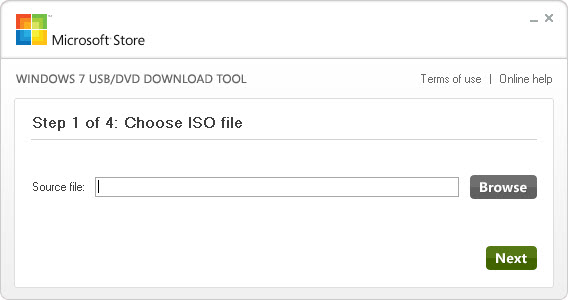 Microsoft Store
WINDOWS 7 USB/DVD DOWNLOAD TOOL
Terms of use | Online help
Step 1 of 4: Choose ISO file
Source file:
Browse
Next